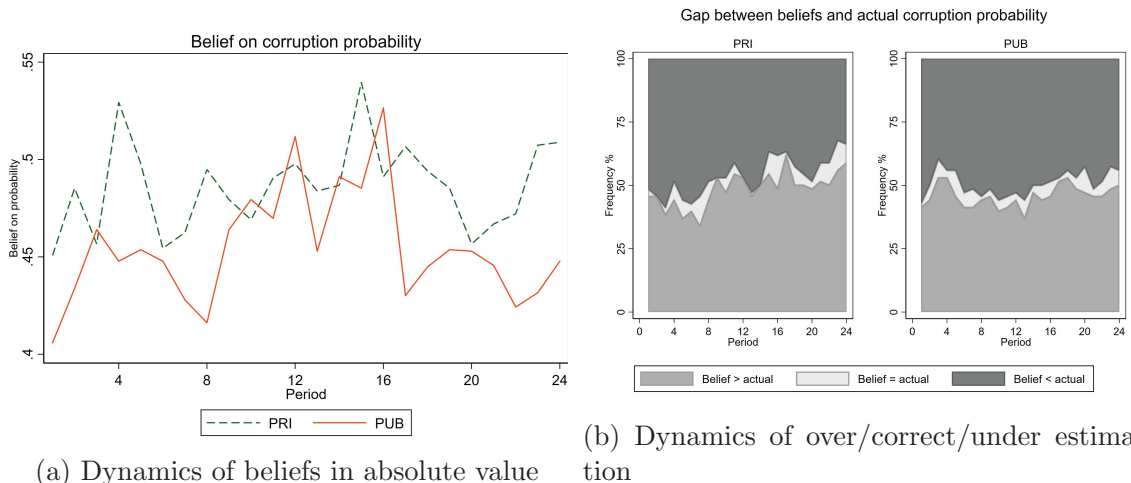 Belief on corruption probability
.55
.5
.45
.4
Belief on probability
4 8 12 16 20 24
Period
PRI PUB
(a) Dynamics of beliefs in absolute value
Gap between beliefs and actual corruption probability
PRI
100
75
50
25
0
Frequency %
0 4 8 12 16 20 24
Period
PUB
100
75
50
25
0
Frequency %
0 4 8 12 16 20 24
Period
Belief > actual Belief = actual Belief < actual
(b) Dynamics of over/correct/under estima
tion